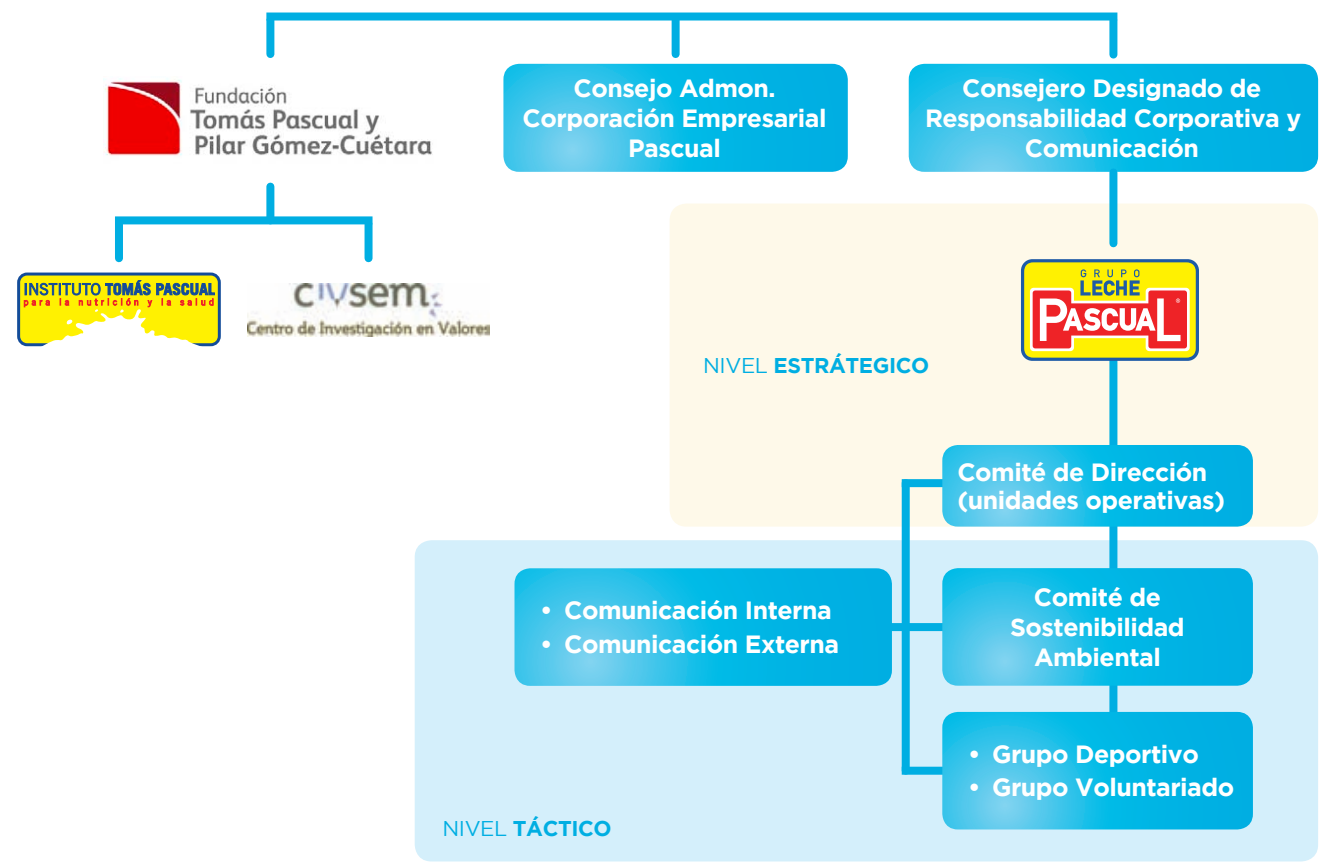 Fundación
Tomás Pascual y
Pilar Gómez-Cuétara
Consejo Admon.
Corporación Empresarial
Pascual
Consejero Designado de
Responsabilidad Corporativa y
Comunicación
INSTITUTO TOMÁS PASCUAL
para la nutrición y la salud
civsem
Centro de Investigación en Valores
GRUPO
LECHE
PASCUAL
NIVEL ESTRÁTEGICO
Comité de Dirección
(unidades operativas)
• Comunicación Interna
• Comunicación Externa
Comité de
Sostenibilidad
Ambiental
• Grupo Deportivo
• Grupo Voluntariado
NIVEL TÁCTICO